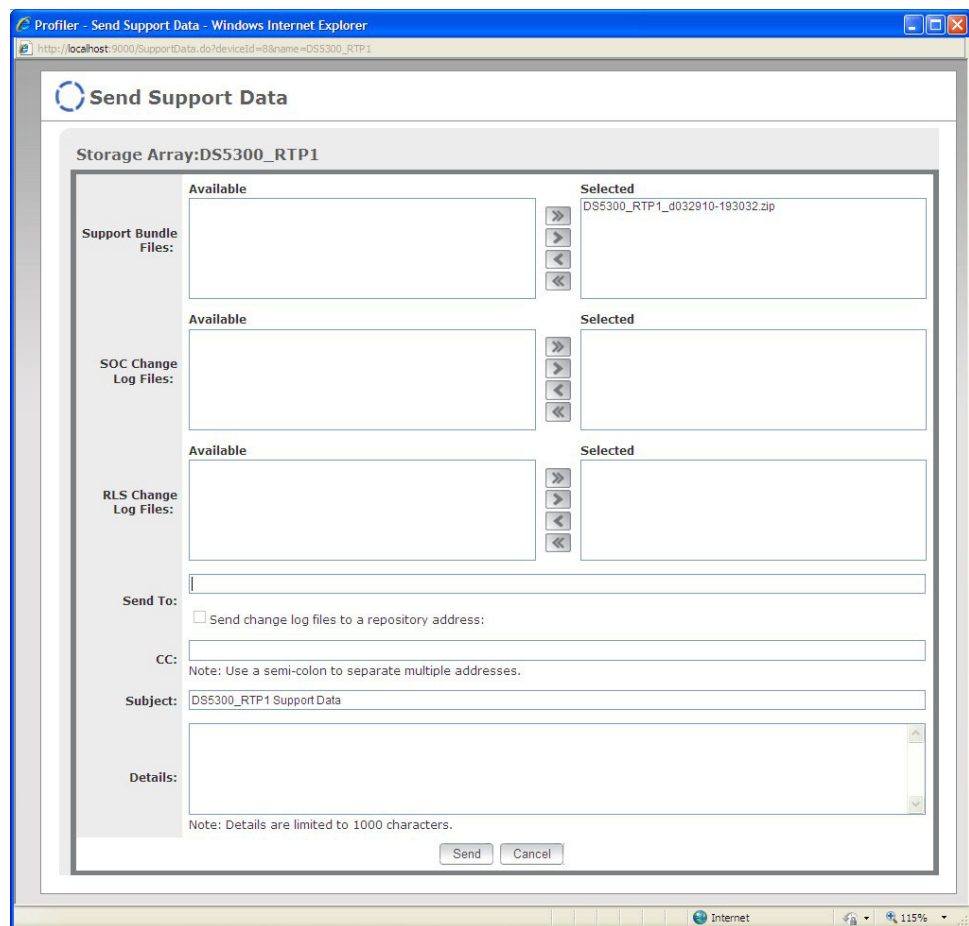 Profiler - Send Support Data - Windows Internet Explorer
http://localhost:9000/SupportData.do?deviceId=8&name=DS5300_RTP1
Send Support Data
Storage Array:DS5300_RTP1
Available
Selected
Support Bundle
Files:
DS5300_RTP1_d032910-193032.zip
Available
Selected
SOC Change
Log Files:
Available
Selected
RLS Change
Log Files:
Send To:
Send change log files to a repository address:
CC:
Note: Use a semi-colon to separate multiple addresses.
Subject:
DS5300_RTP1 Support Data
Details:
Note: Details are limited to 1000 characters.
Send
Cancel
Internet
115%